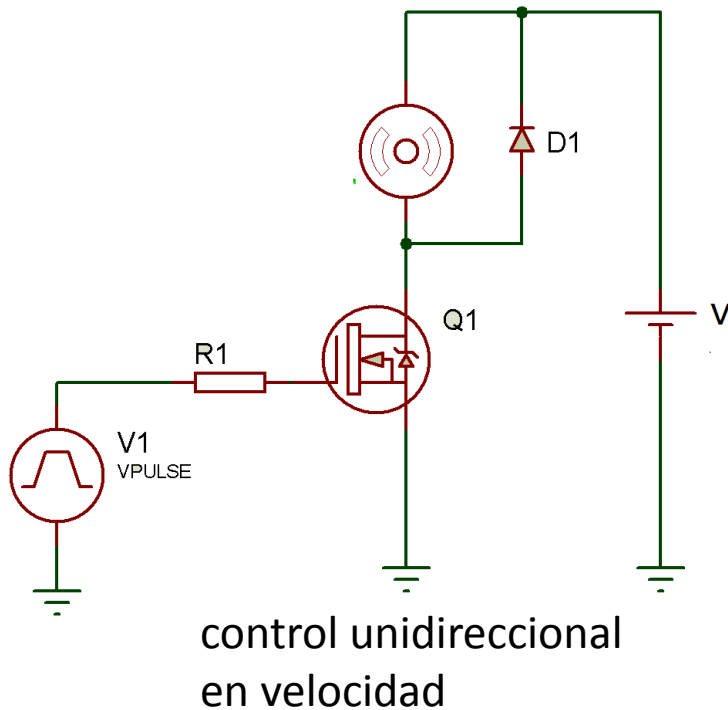 D1
Q1
V
R1
V1
VPULSE
control unidireccional
en velocidad